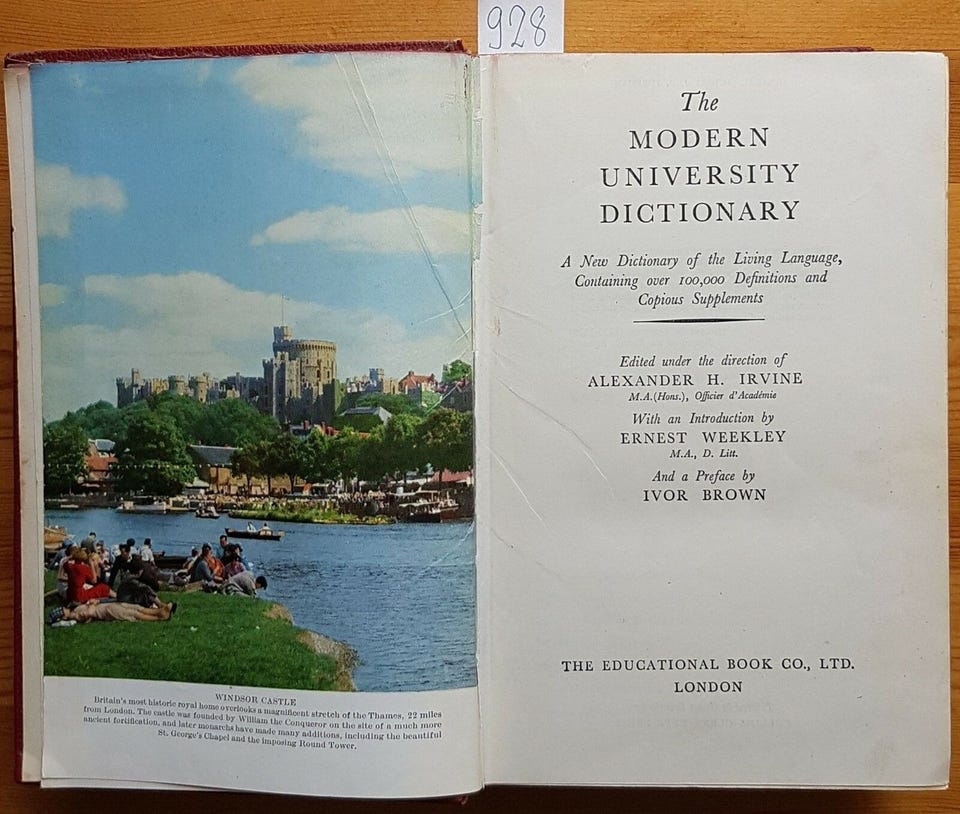 928
WINDSOR CASTLE
Britain's most historic royal home overlooks a magnificent stretch of the Thames, 22 miles
from London. The castle was founded by William the Conqueror on the site of a much more
ancient fortification, and later monarchs have made many additions, including the beautiful
St. George's Chapel and the imposing Round Tower.
The
MODERN
UNIVERSITY
DICTIONARY
A New Dictionary of the Living Language,
Containing over 100,000 Definitions and
Copious Supplements
Edited under the direction of
ALEXANDER H. IRVINE
M.A.(Hons.), Officier d'Académie
With an Introduction by
ERNEST WEEKLEY
M.A., D. Litt.
And a Preface by
IVOR BROWN
THE EDUCATIONAL BOOK CO., LTD.
LONDON